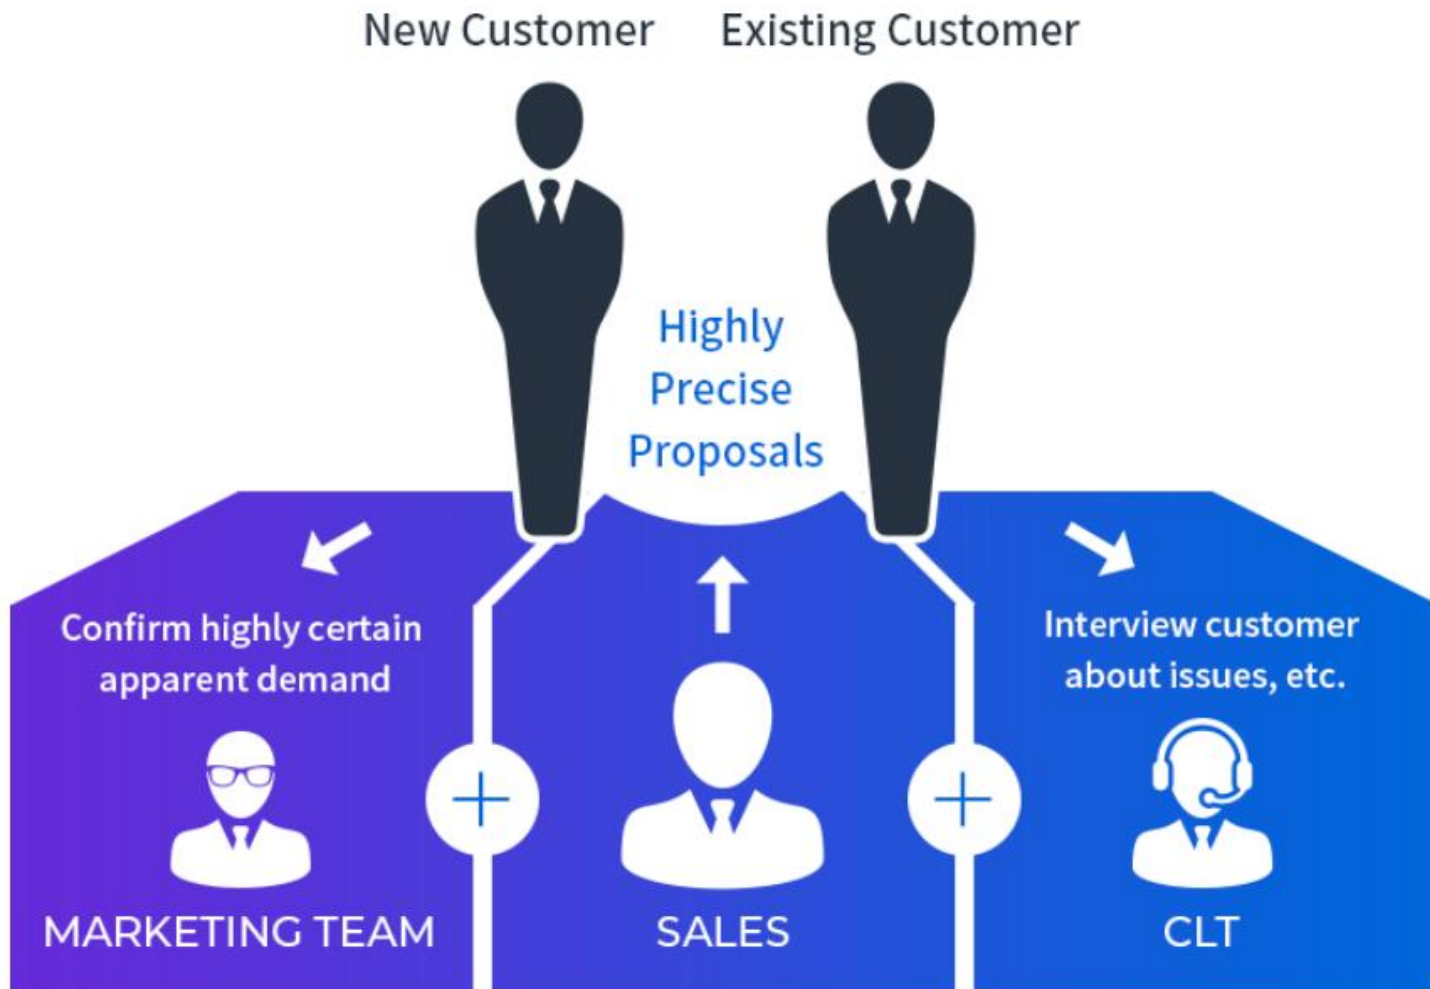 New Customer
Existing Customer
Highly
Precise
Proposals
Confirm highly certain
apparent demand
Interview customer
about issues, etc.
MARKETING TEAM
SALES
CLT